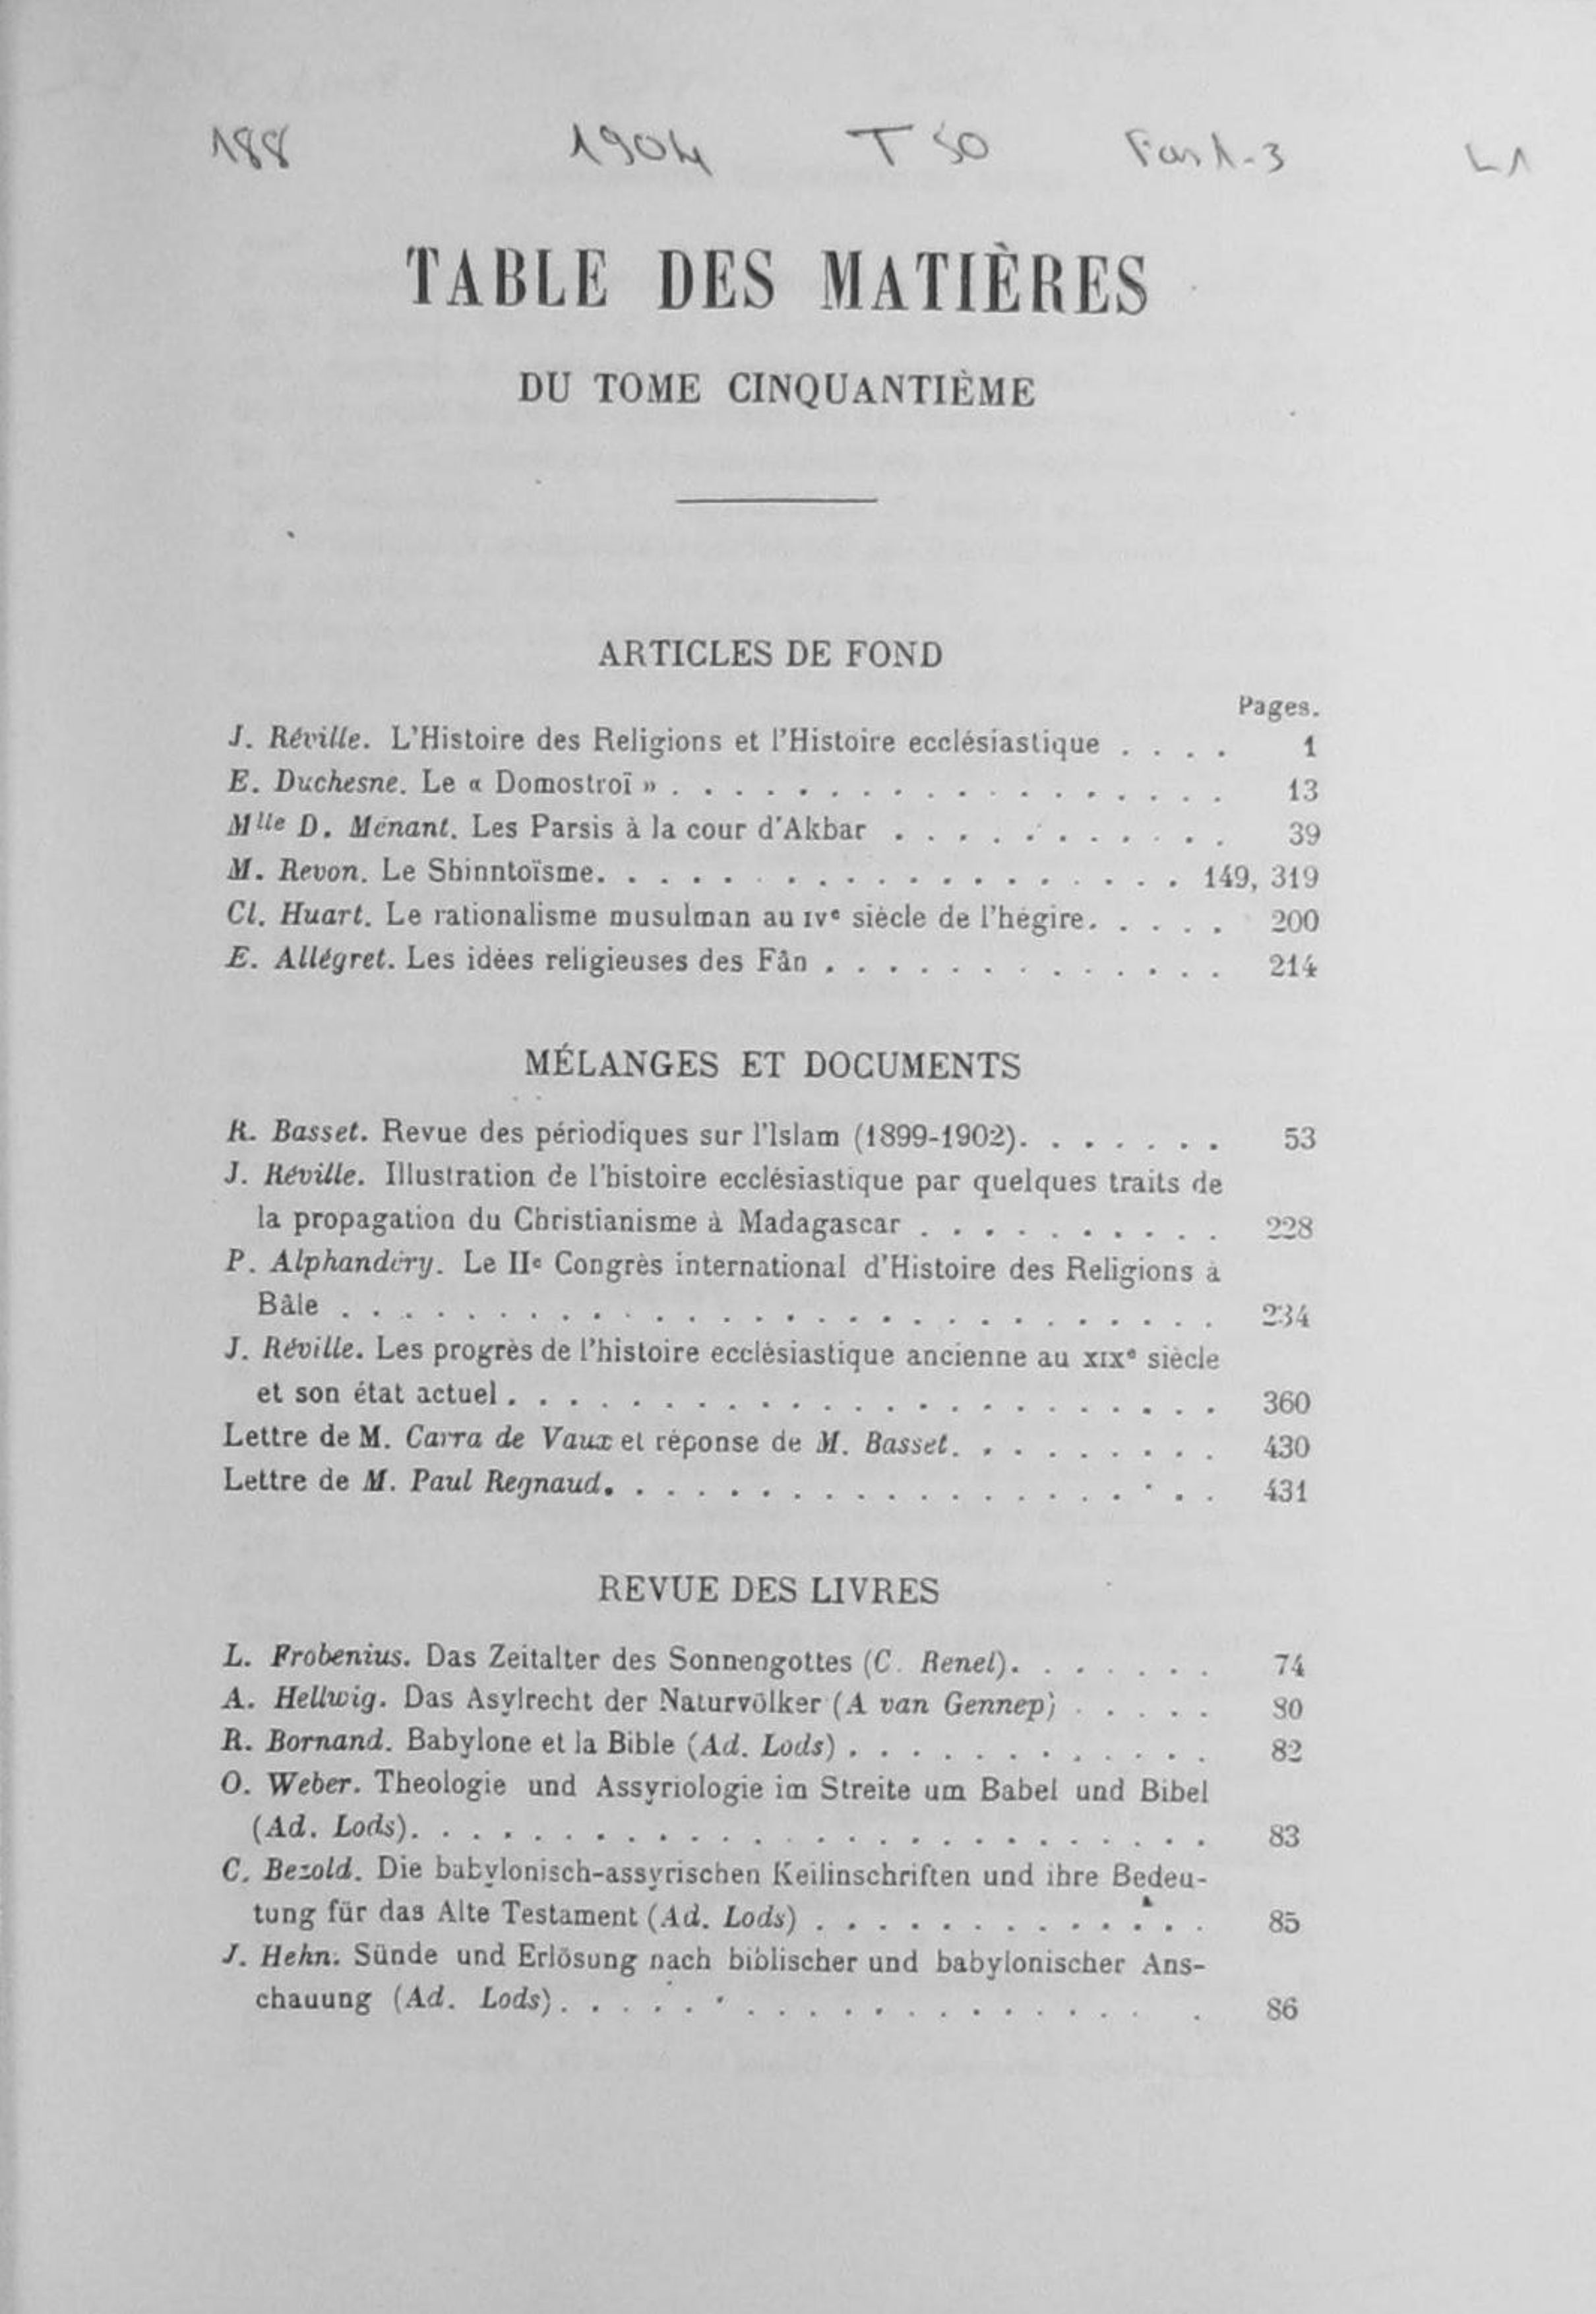 188 1904 T 50 Fas 1-3 L1
TABLE DES MATIÈRES
DU TOME CINQUANTIÈME
ARTICLES DE FOND
Pages.
J. Réville. L'Histoire des Religions et l'Histoire ecclésiastique . . . . 1
E. Duchesne. Le « Domostroï » . . . . . . . . . . . . . . . . . . 13
Mlle D. Menant. Les Parsis à la cour d'Akbar . . . . . . . . . . . 39
M. Revon. Le Shinntoïsme. . . . . . . . . . . . . . . . . . . 149, 319
Cl. Huart. Le rationalisme musulman au IVe siècle de l'hégire. . . . . 200
E. Allégret. Les idées religieuses des Fân . . . . . . . . . . . . . 214
MÉLANGES ET DOCUMENTS
R. Basset. Revue des périodiques sur l'Islam (1899-1902). . . . . . . 53
J. Réville. Illustration de l'histoire ecclésiastique par quelques traits de
la propagation du Christianisme à Madagascar . . . . . . . . . . 228
P. Alphandéry. Le IIe Congrès international d'Histoire des Religions à
Bâle . . . . . . . . . . . . . . . . . . . . . . . . . . . . 234
J. Réville. Les progrès de l'histoire ecclésiastique ancienne au XIXe siècle
et son état actuel . . . . . . . . . . . . . . . . . . . . . . . 360
Lettre de M. Carra de Vaux et réponse de M. Basset. . . . . . . . . 430
Lettre de M. Paul Regnaud. . . . . . . . . . . . . . . . . . . . 431
REVUE DES LIVRES
L. Frobenius. Das Zeitalter des Sonnengottes (C. Renel). . . . . . . 74
A. Hellwig. Das Asylrecht der Naturvölker (A van Gennep) . . . . . 80
R. Bornand. Babylone et la Bible (Ad. Lods) . . . . . . . . . . . . 82
O. Weber. Theologie und Assyriologie im Streite um Babel und Bibel
(Ad. Lods). . . . . . . . . . . . . . . . . . . . . . . . . . 83
C. Bezold. Die babylonisch-assyrischen Keilinschriften und ihre Bedeu-
tung für das Alte Testament (Ad. Lods) . . . . . . . . . . . . . 85
J. Hehn. Sünde und Erlösung nach biblischer und babylonischer Ans-
chauung (Ad. Lods) . . . . . . . . . . . . . . . . . . . . 86